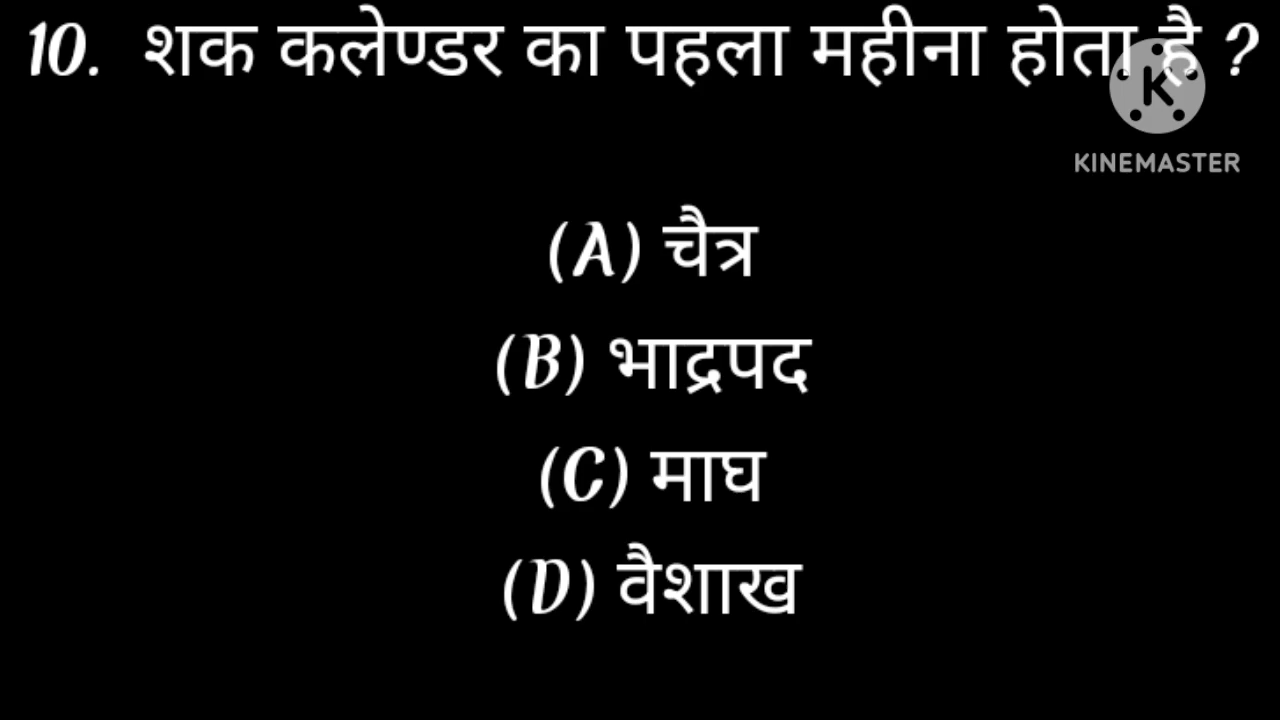 10. शक कलेण्डर का पहला महीना होता है ?
KINEMASTER
(A) चैत्र
(B) भाद्रपद
(C) माघ
(D) वैशाख